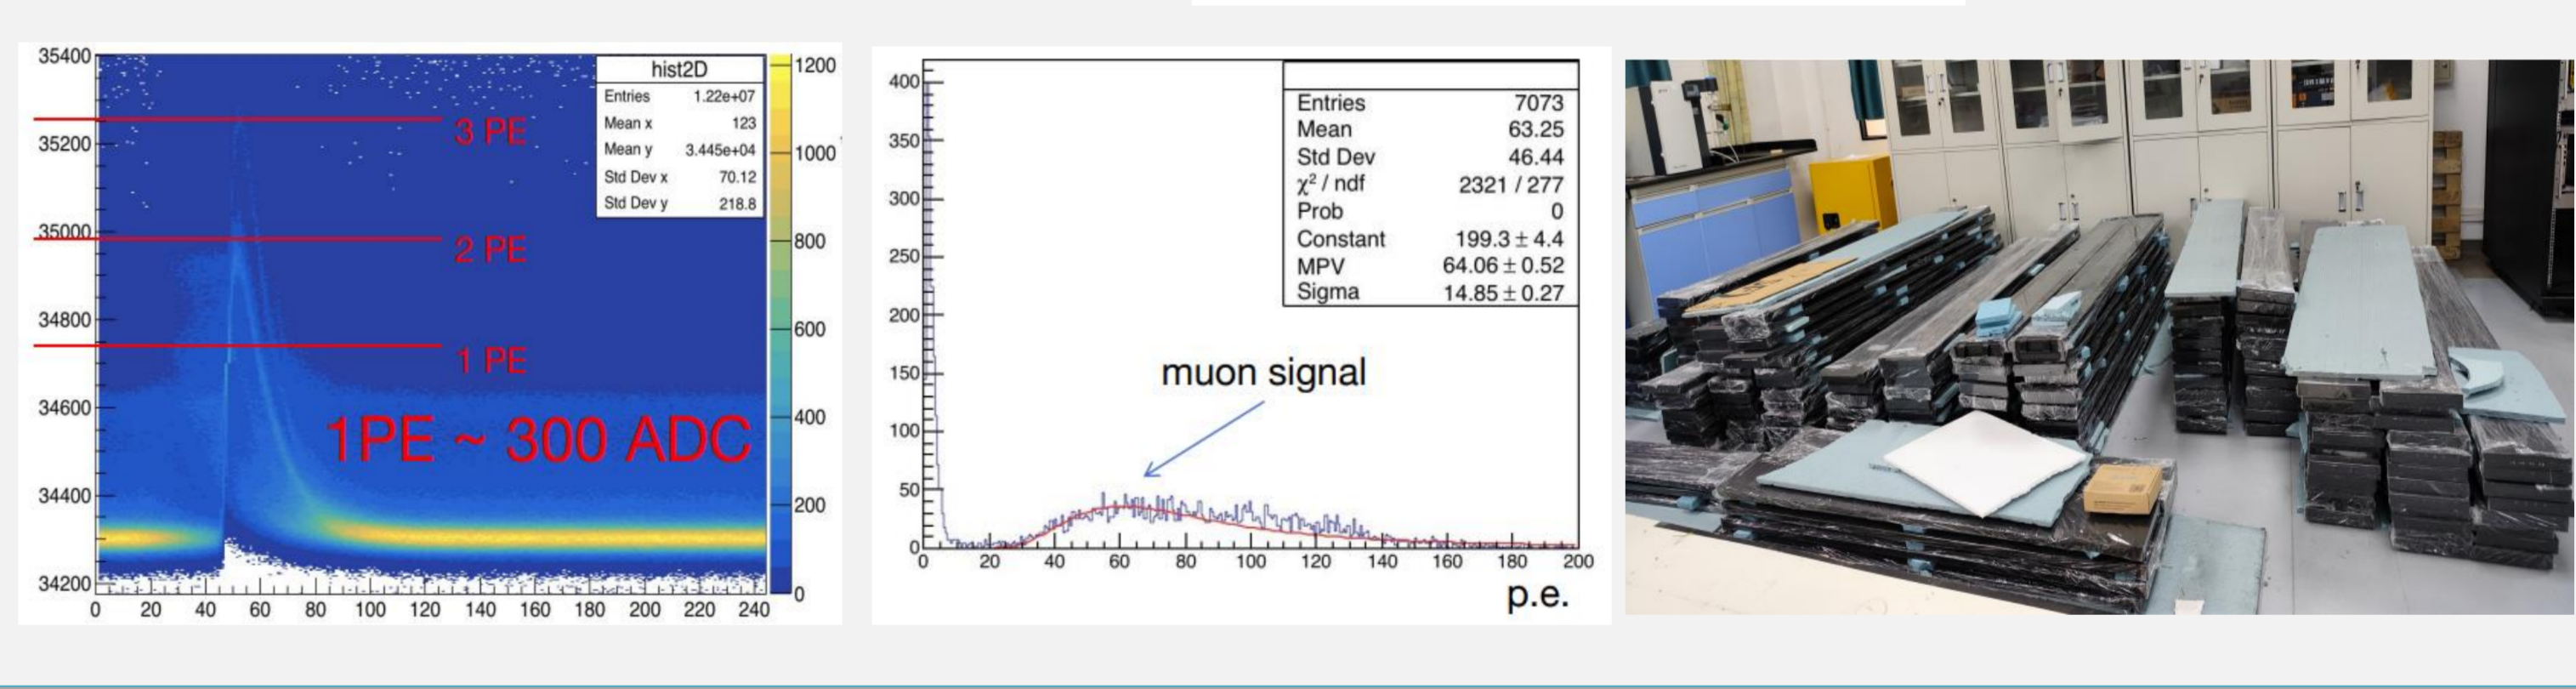 hist2D
Entries 1.22e+07
Mean x 123
Mean y 3.445e+04
Std Dev x 70.12
Std Dev y 218.8
35400
35200
35000
34800
34600
34400
34200
3 PE
2 PE
1 PE
1PE ~ 300 ADC
1200
1000
800
600
400
200
0
0 20 40 60 80 100 120 140 160 180 200 220 240
Entries 7073
Mean 63.25
Std Dev 46.44
χ² / ndf 2321 / 277
Prob 0
Constant 199.3 ± 4.4
MPV 64.06 ± 0.52
Sigma 14.85 ± 0.27
400
350
300
250
200
150
100
50
0
muon signal
0 20 40 60 80 100 120 140 160 180 200
p.e.